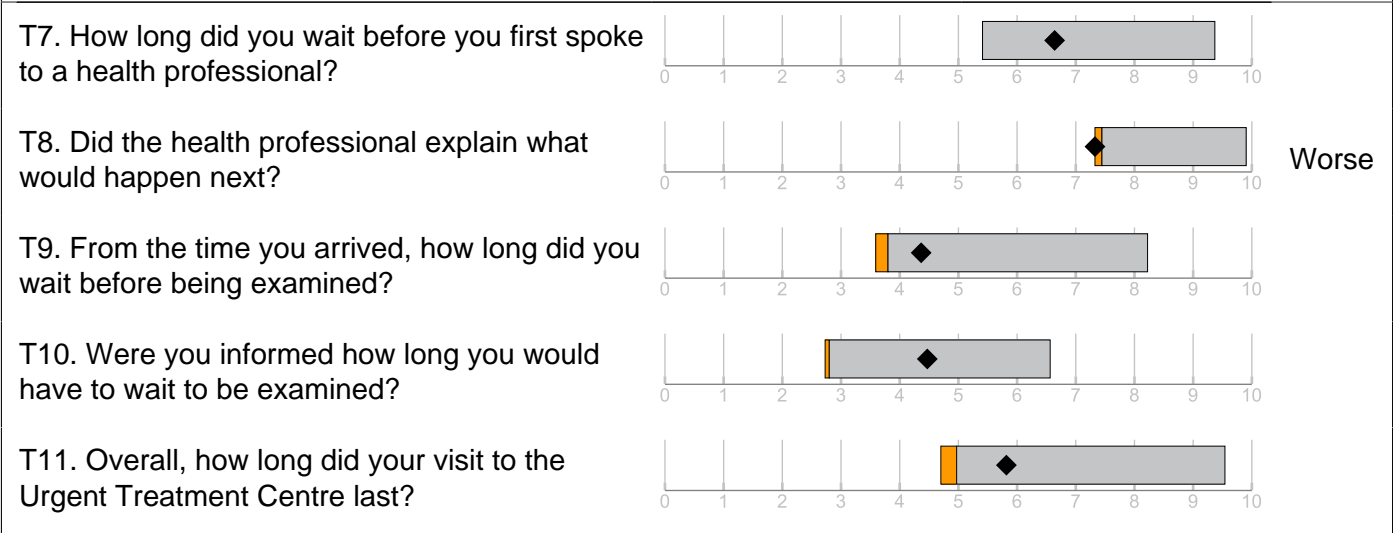 T7. How long did you wait before you first spoke
to a health professional?
0 1 2 3 4 5 6 7 8 9 10
T8. Did the health professional explain what
would happen next?
0 1 2 3 4 5 6 7 8 9 10
Worse
T9. From the time you arrived, how long did you
wait before being examined?
0 1 2 3 4 5 6 7 8 9 10
T10. Were you informed how long you would
have to wait to be examined?
0 1 2 3 4 5 6 7 8 9 10
T11. Overall, how long did your visit to the
Urgent Treatment Centre last?
0 1 2 3 4 5 6 7 8 9 10